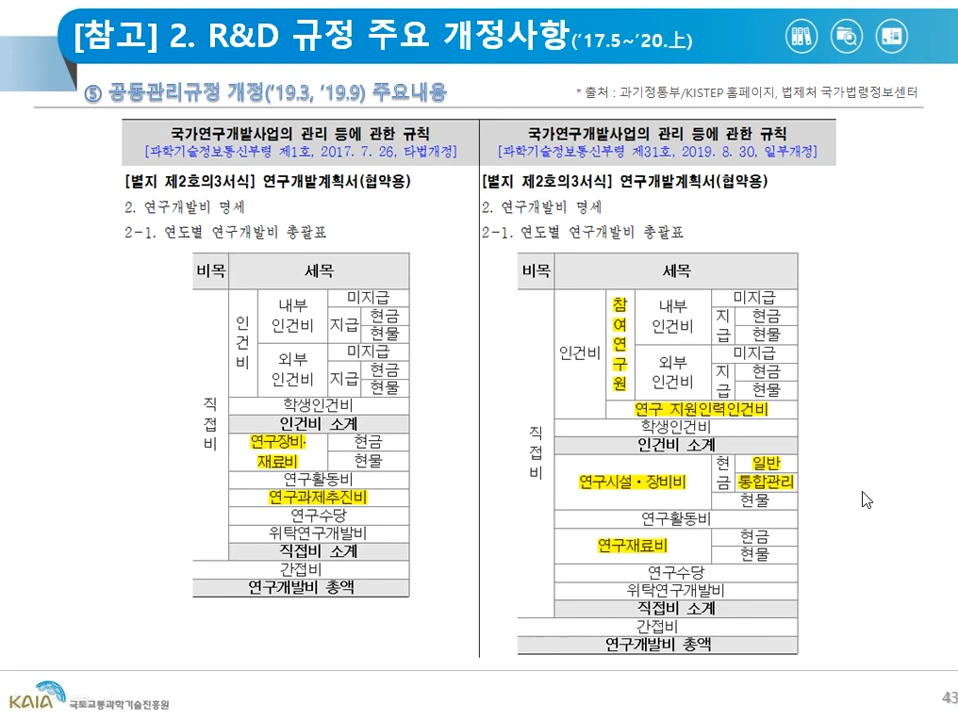 [참고] 2. R&D 규정 주요 개정사항('17.5~'20.上)
⑤ 공동관리규정 개정('19.3, '19.9) 주요내용
* 출처 : 과기정통부/KISTEP 홈페이지, 법제처 국가법령정보센터
국가연구개발사업의 관리 등에 관한 규칙
[과학기술정보통신부령 제1호, 2017. 7. 26, 타법개정]
[별지 제2호의3서식] 연구개발계획서(협약용)
2. 연구개발비 명세
2-1. 연도별 연구개발비 총괄표
비목 세목
직접비
인건비
내부 인건비
미지급
지급
현금
현물
외부 인건비
미지급
지급
현금
현물
학생인건비
인건비 소계
연구장비·
재료비
현금
현물
연구활동비
연구과제추진비
연구수당
위탁연구개발비
직접비 소계
간접비
연구개발비 총액
국가연구개발사업의 관리 등에 관한 규칙
[과학기술정보통신부령 제31호, 2019. 8. 30, 일부개정]
[별지 제2호의3서식] 연구개발계획서(협약용)
2. 연구개발비 명세
2-1. 연도별 연구개발비 총괄표
비목 세목
직접비
인건비
참여연구원
내부 인건비
미지급
지급
현금
현물
외부 인건비
미지급
지급
현금
현물
연구 지원인력인건비
학생인건비
인건비 소계
연구시설·장비비
현금
일반
통합관리
현물
연구활동비
연구재료비
현금
현물
연구수당
위탁연구개발비
직접비 소계
간접비
연구개발비 총액
KAIA 국토교통과학기술진흥원
43